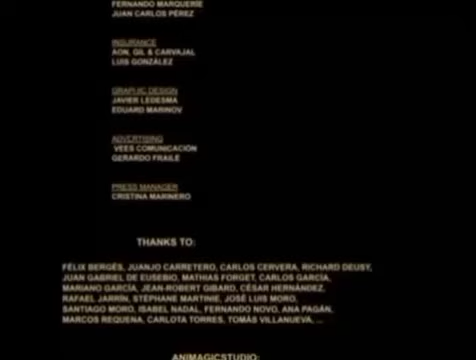 FERNANDO MARQUERÍE
JUAN CARLOS PÉREZ
INSURANCE
AON, GIL & CARVAJAL
LUIS GONZÁLEZ
GRAPHIC DESIGN
JAVIER LEDESMA
EDUARD MARINOV
ADVERTISING
VEES COMUNICACIÓN
GERARDO FRAILE
PRESS MANAGER
CRISTINA MARINERO
THANKS TO:
FÉLIX BERGÉS, JUANJO CARRETERO, CARLOS CERVERA, RICHARD DEUSY,
JUAN GABRIEL DE EUSEBIO, MATHIAS FORGET, CARLOS GARCÍA,
MARIANO GARCÍA, JEAN-ROBERT GIBARD, CÉSAR HERNÁNDEZ,
RAFAEL JARRÍN, STÉPHANE MARTINIE, JOSÉ LUIS MORO,
SANTIAGO MORO, ISABEL NADAL, FERNANDO NOVO, ANA PAGÁN,
MARCOS REQUENA, CARLOTA TORRES, TOMÁS VILLANUEVA, ...
ANIMAGICSTUDIO: